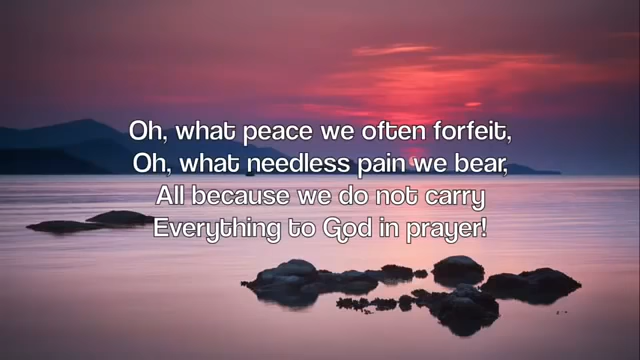 Oh, what peace we often forfeit,
Oh, what needless pain we bear,
All because we do not carry
Everything to God in prayer!